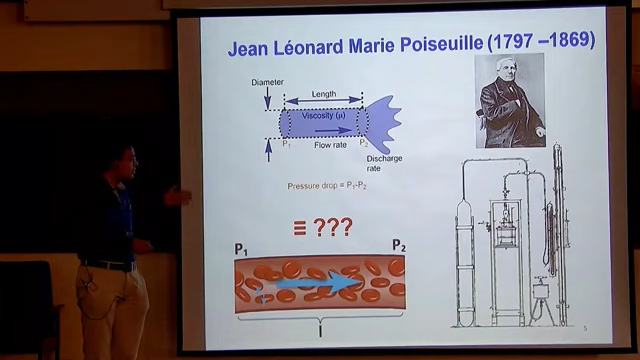 Jean Léonard Marie Poiseuille (1797 –1869)
Diameter
Length
Viscosity (μ)
P1
Flow rate
P2
Discharge
rate
Pressure drop = P1-P2
≡ ???
P1
P2
l
5